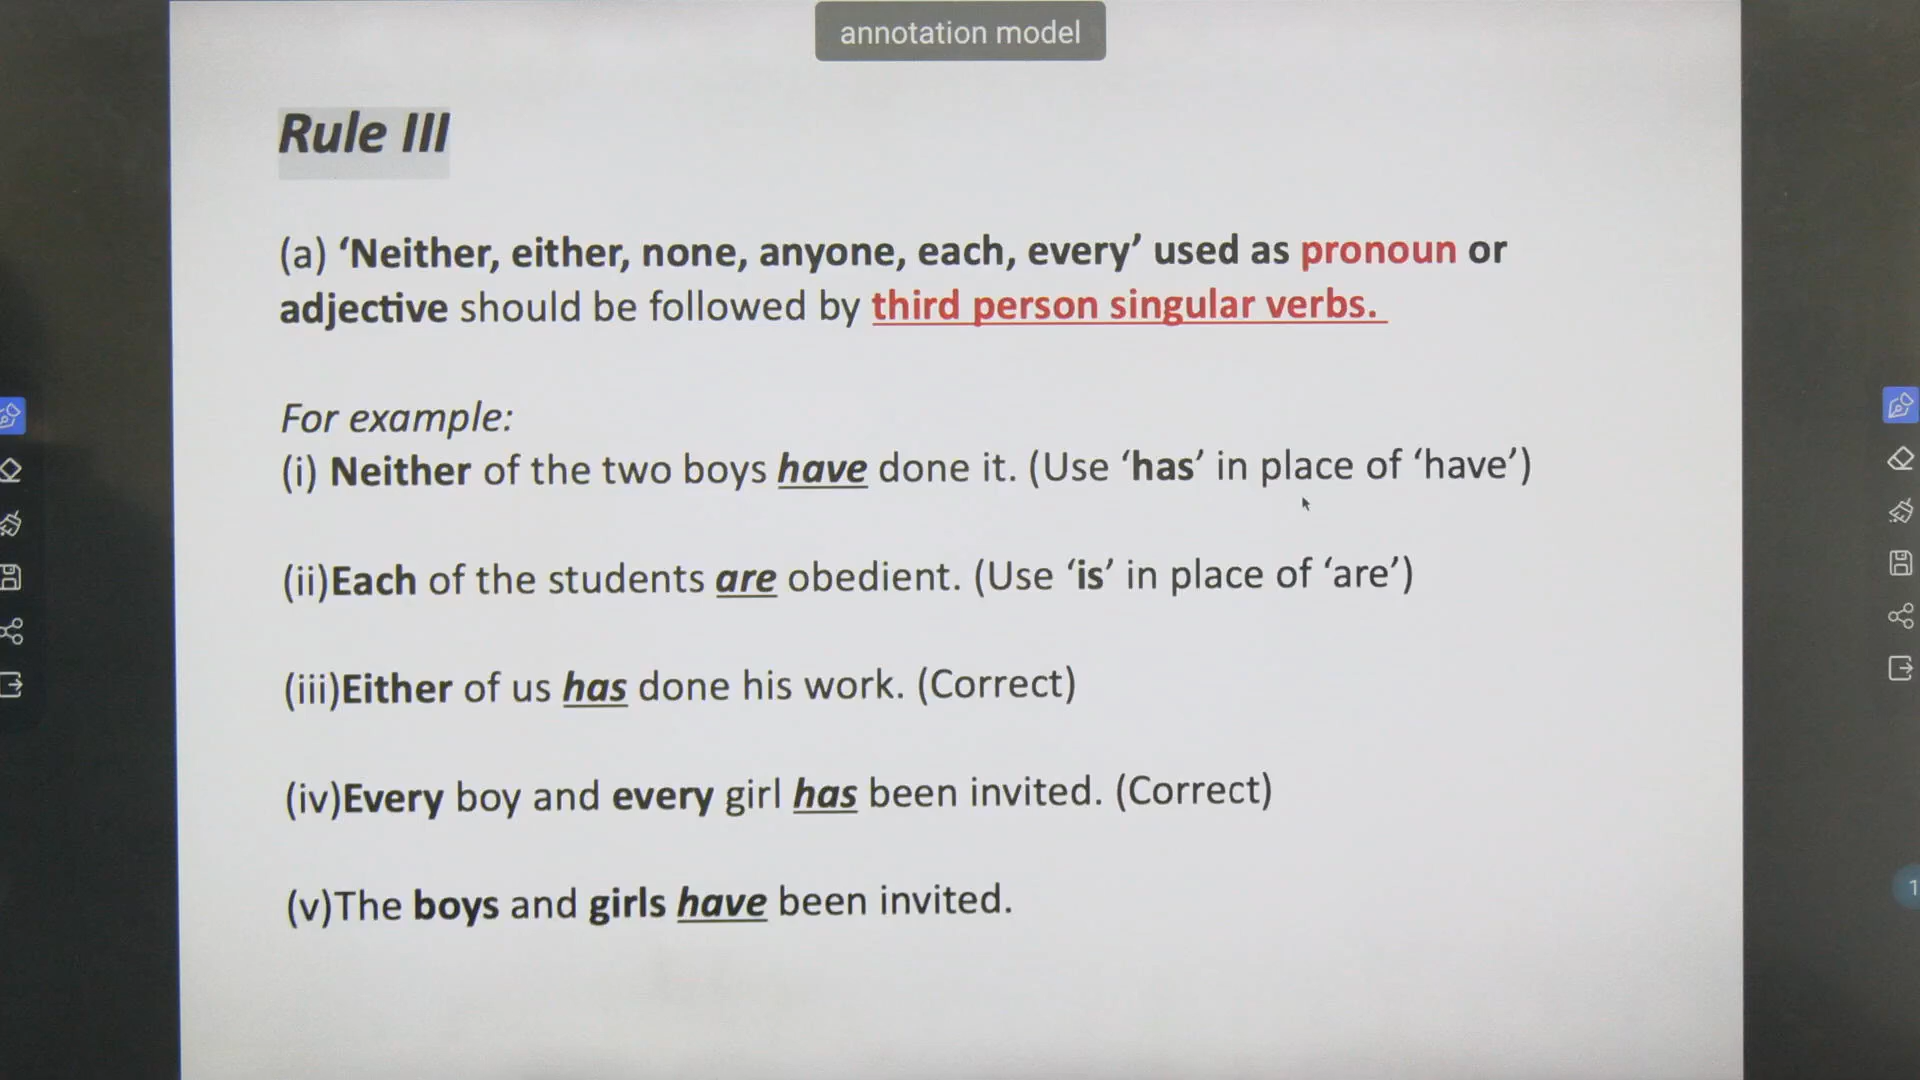 annotation model
Rule III
(a) ‘Neither, either, none, anyone, each, every’ used as pronoun or
adjective should be followed by third person singular verbs.
For example:
(i) Neither of the two boys have done it. (Use ‘has’ in place of ‘have’)
(ii)Each of the students are obedient. (Use ‘is’ in place of ‘are’)
(iii)Either of us has done his work. (Correct)
(iv)Every boy and every girl has been invited. (Correct)
(v)The boys and girls have been invited.
1